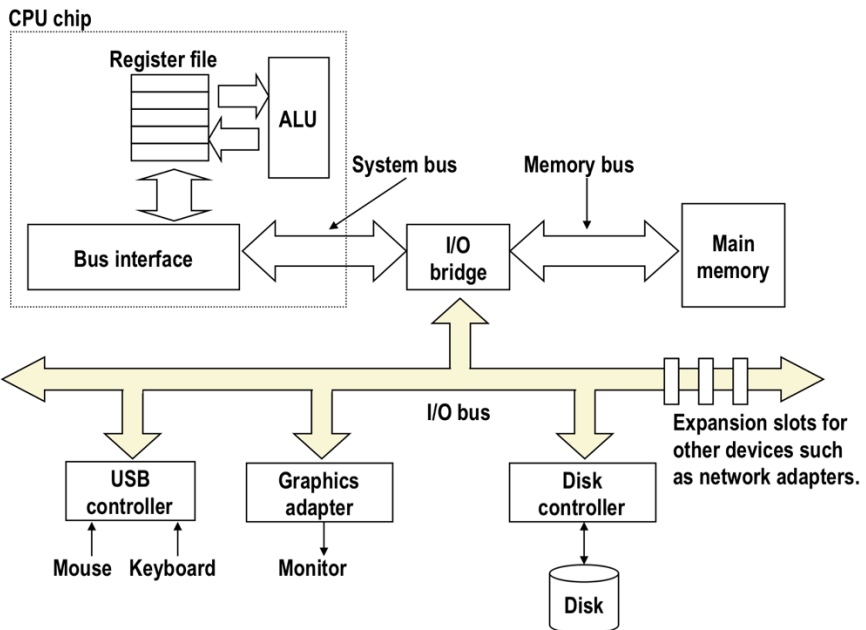 CPU chip
Register file
ALU
System bus
Memory bus
Bus interface
I/O
bridge
Main
memory
I/O bus
Expansion slots for
other devices such
as network adapters.
USB
controller
Graphics
adapter
Disk
controller
Mouse
Keyboard
Monitor
Disk